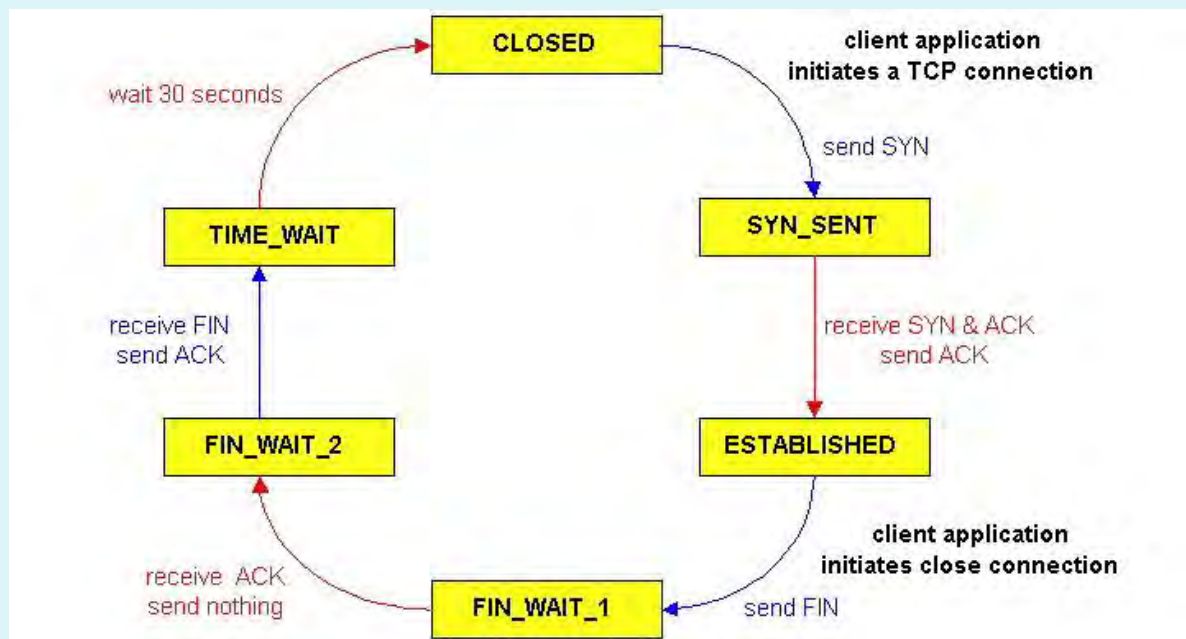 CLOSED
client application
initiates a TCP connection
wait 30 seconds
send SYN
TIME_WAIT
SYN_SENT
receive FIN
send ACK
receive SYN & ACK
send ACK
FIN_WAIT_2
ESTABLISHED
client application
initiates close connection
receive ACK
send nothing
FIN_WAIT_1
send FIN